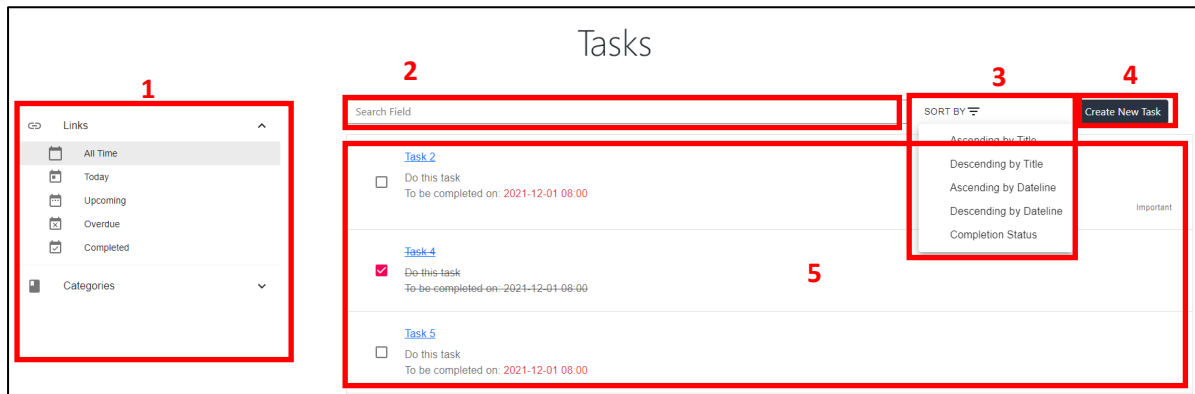 Tasks
1
2
3
4
Links
All Time
Today
Upcoming
Overdue
Completed
Categories
Search Field
SORT BY
Create New Task
Ascending by Title
Descending by Title
Ascending by Dateline
Descending by Dateline
Completion Status
Task 2
Do this task
To be completed on: 2021-12-01 08:00
Important
Task 4
Do this task
To be completed on: 2021-12-01 08:00
5
Task 5
Do this task
To be completed on: 2021-12-01 08:00